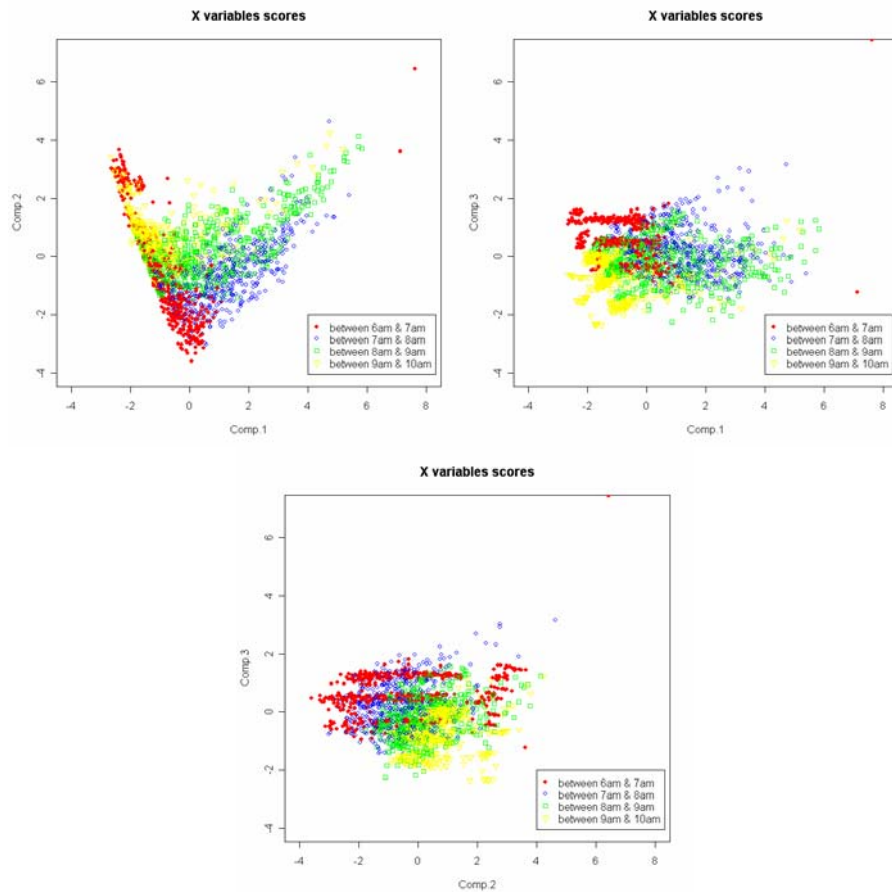 X variables scores
Comp.2
6
4
2
0
-2
-4
between 6am & 7am
between 7am & 8am
between 8am & 9am
between 9am & 10am
-4 -2 0 2 4 6 8
Comp.1
X variables scores
Comp.3
6
4
2
0
-2
-4
between 6am & 7am
between 7am & 8am
between 8am & 9am
between 9am & 10am
-4 -2 0 2 4 6 8
Comp.1
X variables scores
Comp.3
6
4
2
0
-2
-4
between 6am & 7am
between 7am & 8am
between 8am & 9am
between 9am & 10am
-4 -2 0 2 4 6 8
Comp.2